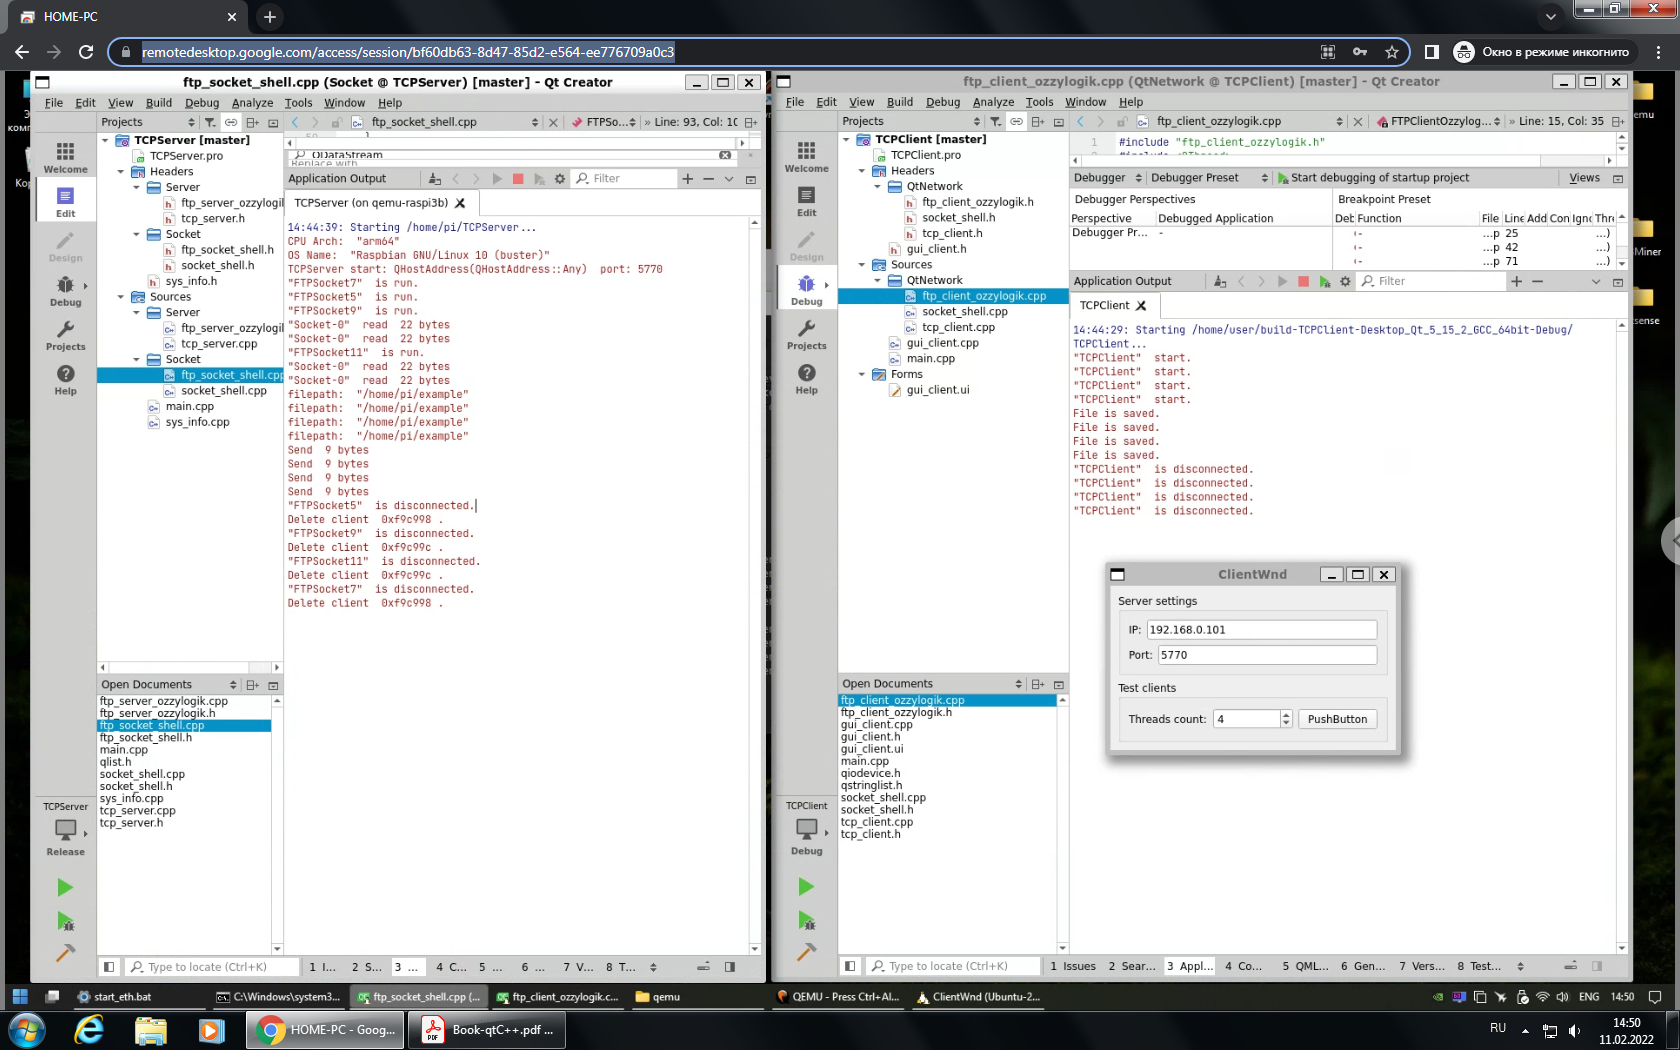 HOME-PC
remotedesktop.google.com/access/session/bf60db63-8d47-85d2-e564-ee776709a0c3
Окно в режиме инкогнито
ftp_socket_shell.cpp (Socket @ TCPServer) [master] - Qt Creator
File Edit View Build Debug Analyze Tools Window Help
Projects
ftp_socket_shell.cpp
FTPSo...
» Line: 93, Col: 10
Welcome
Edit
Design
Debug
Projects
Help
TCPServer [master]
TCPServer.pro
Headers
Server
ftp_server_ozzylogi
tcp_server.h
Socket
ftp_socket_shell.h
socket_shell.h
sys_info.h
Sources
Server
ftp_server_ozzylogi
tcp_server.cpp
Socket
ftp_socket_shell.cpp
socket_shell.cpp
main.cpp
sys_info.cpp
QDataStream
Replace with
Application Output
Filter
TCPServer (on qemu-raspi3b)
14:44:39: Starting /home/pi/TCPServer...
CPU Arch:  "arm64"
OS Name:  "Raspbian GNU/Linux 10 (buster)"
TCPServer start: QHostAddress(QHostAddress::Any)  port: 5770
"FTPSocket7"  is run.
"FTPSocket5"  is run.
"FTPSocket9"  is run.
"Socket-0"  read  22 bytes
"Socket-0"  read  22 bytes
"FTPSocket11"  is run.
"Socket-0"  read  22 bytes
"Socket-0"  read  22 bytes
filepath:  "/home/pi/example"
filepath:  "/home/pi/example"
filepath:  "/home/pi/example"
filepath:  "/home/pi/example"
Send  9 bytes
Send  9 bytes
Send  9 bytes
Send  9 bytes
"FTPSocket5"  is disconnected.
Delete client  0xf9c998 .
"FTPSocket9"  is disconnected.
Delete client  0xf9c99c .
"FTPSocket11"  is disconnected.
Delete client  0xf9c99c .
"FTPSocket7"  is disconnected.
Delete client  0xf9c998 .
Open Documents
ftp_server_ozzylogik.cpp
ftp_server_ozzylogik.h
ftp_socket_shell.cpp
ftp_socket_shell.h
main.cpp
qlist.h
socket_shell.cpp
socket_shell.h
sys_info.cpp
tcp_server.cpp
tcp_server.h
TCPServer
Release
Type to locate (Ctrl+K)
1 I... 2 S... 3 ... 4 C... 5 ... 6 ... 7 V... 8 T...
ftp_client_ozzylogik.cpp (QtNetwork @ TCPClient) [master] - Qt Creator
File Edit View Build Debug Analyze Tools Window Help
Projects
ftp_client_ozzylogik.cpp
FTPClientOzzylog...
» Line: 15, Col: 35
Welcome
Edit
Design
Debug
Projects
Help
TCPClient [master]
TCPClient.pro
Headers
QtNetwork
ftp_client_ozzylogik.h
socket_shell.h
tcp_client.h
gui_client.h
Sources
QtNetwork
ftp_client_ozzylogik.cpp
socket_shell.cpp
tcp_client.cpp
gui_client.cpp
main.cpp
Forms
gui_client.ui
1 #include "ftp_client_ozzylogik.h"
Debugger Debugger Preset Start debugging of startup project Views
Debugger Perspectives Breakpoint Preset
Perspective Debugged Application Deb Function File Line Add Con Igno Thre
Debugger Pr... - - ...p 25 ...)
- ...p 42 ...)
- ...p 71 ...)
Application Output
Filter
TCPClient
14:44:29: Starting /home/user/build-TCPClient-Desktop_Qt_5_15_2_GCC_64bit-Debug/
TCPClient...
"TCPClient"  start.
"TCPClient"  start.
"TCPClient"  start.
"TCPClient"  start.
File is saved.
File is saved.
File is saved.
File is saved.
"TCPClient"  is disconnected.
"TCPClient"  is disconnected.
"TCPClient"  is disconnected.
"TCPClient"  is disconnected.
ClientWnd
Server settings
IP: 192.168.0.101
Port: 5770
Test clients
Threads count: 4 PushButton
Open Documents
ftp_client_ozzylogik.cpp
ftp_client_ozzylogik.h
gui_client.cpp
gui_client.h
gui_client.ui
main.cpp
qiodevice.h
qstringlist.h
socket_shell.cpp
socket_shell.h
tcp_client.cpp
tcp_client.h
TCPClient
Debug
Type to locate (Ctrl+K)
1 Issues 2 Sear... 3 Appl... 4 Co... 5 QML... 6 Gen... 7 Vers... 8 Test...
emu
Miner
sense
start_eth.bat
C:\Windows\system3...
ftp_socket_shell.cpp (...
ftp_client_ozzylogik.c...
qemu
QEMU - Press Ctrl+Al...
ClientWnd (Ubuntu-2...
ENG 14:50
HOME-PC - Goog...
Book-qtC++.pdf ...
RU
14:50
11.02.2022